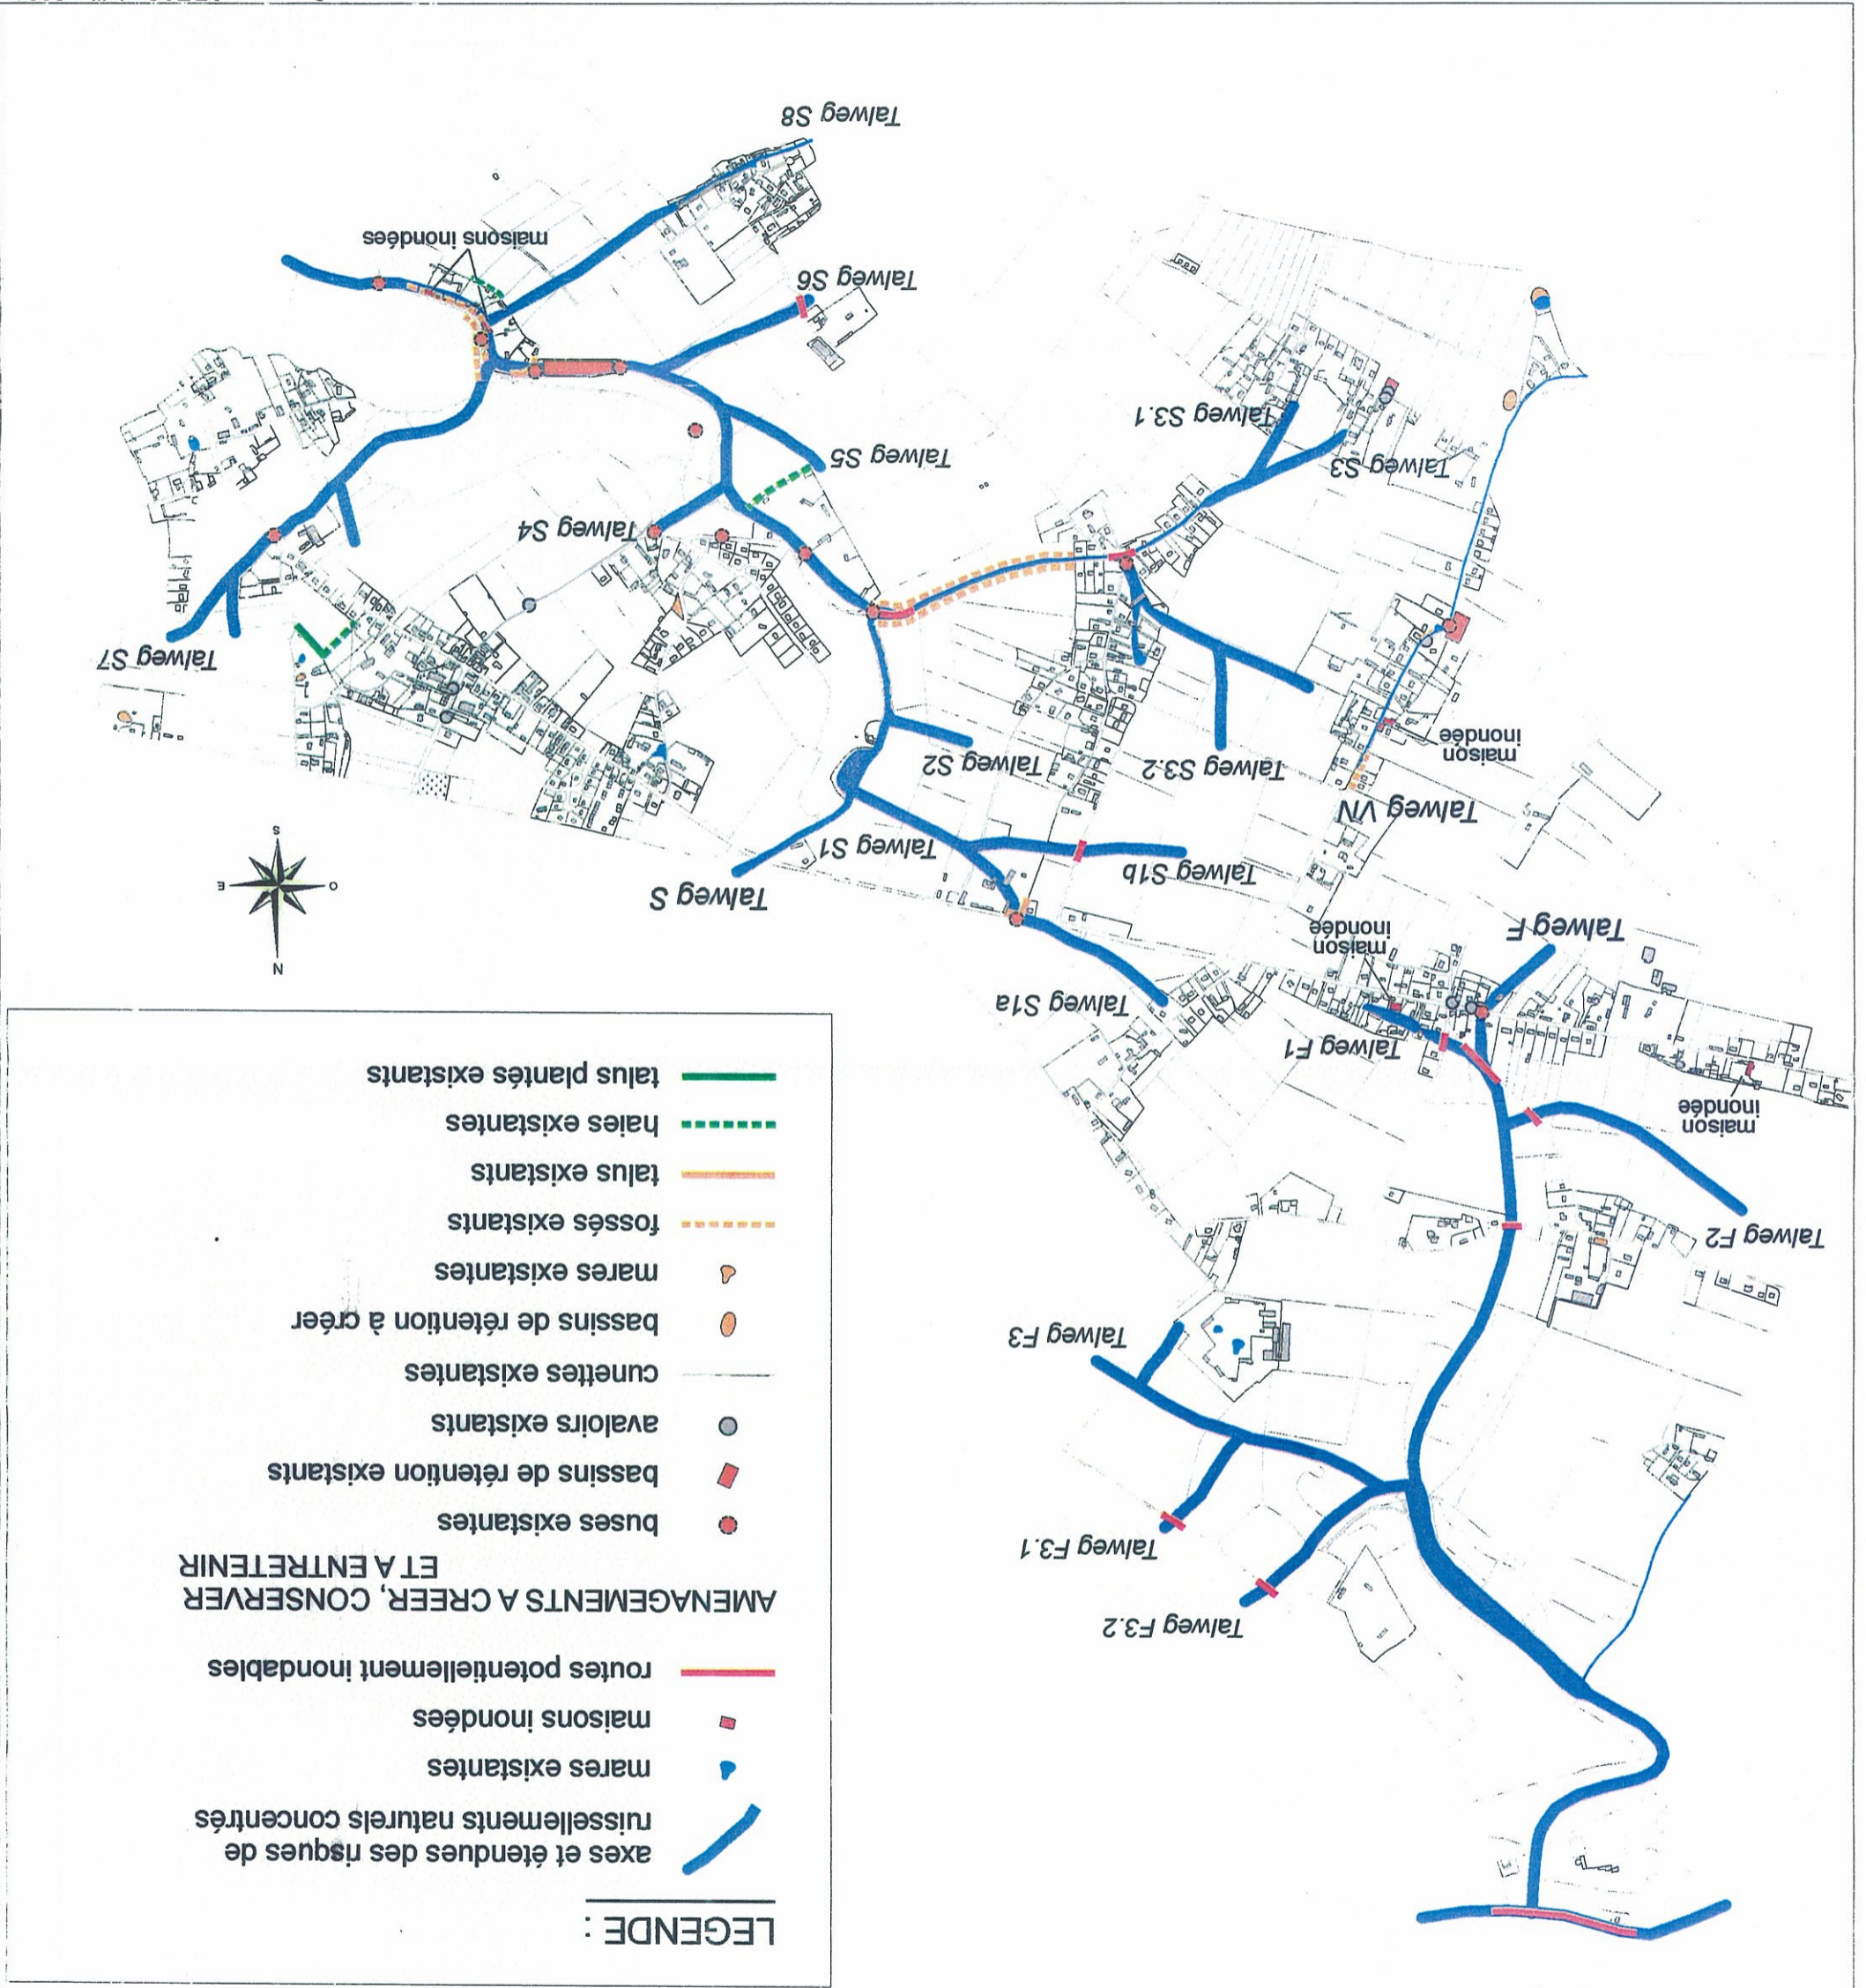 LEGENDE :
axes et étendues des risques de
ruissellements naturels concentrés
mares existantes
maisons inondées
routes potentiellement inondables
AMENAGEMENTS A CREER, CONSERVER
ET A ENTRETENIR
buses existantes
bassins de rétention existants
avaloirs existants
cunettes existantes
bassins de rétention à créer
mares existantes
fossés existants
talus existants
haies existantes
talus plantés existants
Talweg F3.2
Talweg F3.1
Talweg F3
Talweg F2
maison
inondée
Talweg F1
Talweg S1a
maison
inondée
Talweg F
N
O
E
S
Talweg S
Talweg S1b
Talweg S1
Talweg VN
maison
inondée
Talweg S3.2
Talweg S2
Talweg S7
Talweg S4
Talweg S3
Talweg S5
Talweg S3.1
Talweg S6
maisons inondées
Talweg S8